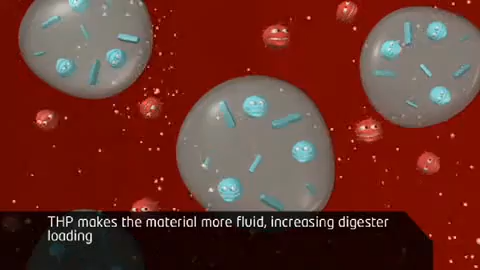 THP makes the material more fluid, increasing digester
loading